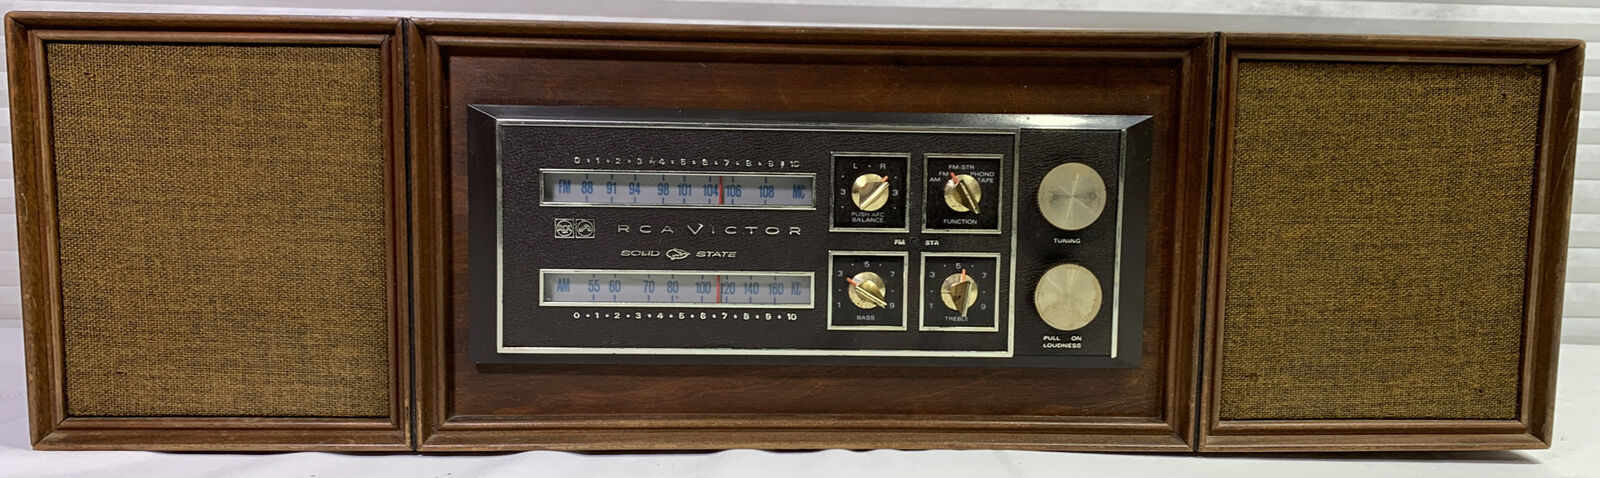 0 • 1 • 2 • 3 • 4 • 5 • 6 • 7 • 8 • 9 • 10
FM 88 91 94 98 101 104 106 108 MC
RCA VICTOR
SOLID STATE
AM 55 60 70 80 100 120 140 160 KC
0 • 1 • 2 • 3 • 4 • 5 • 6 • 7 • 8 • 9 • 10
L • R
3 3
PUSH AFC
BALANCE
FM-STR
FM PHONO
AM TAPE
FUNCTION
FM STR
5
3 7
1 9
BASS
5
3 7
1 9
TREBLE
TUNING
PULL ON
LOUDNESS